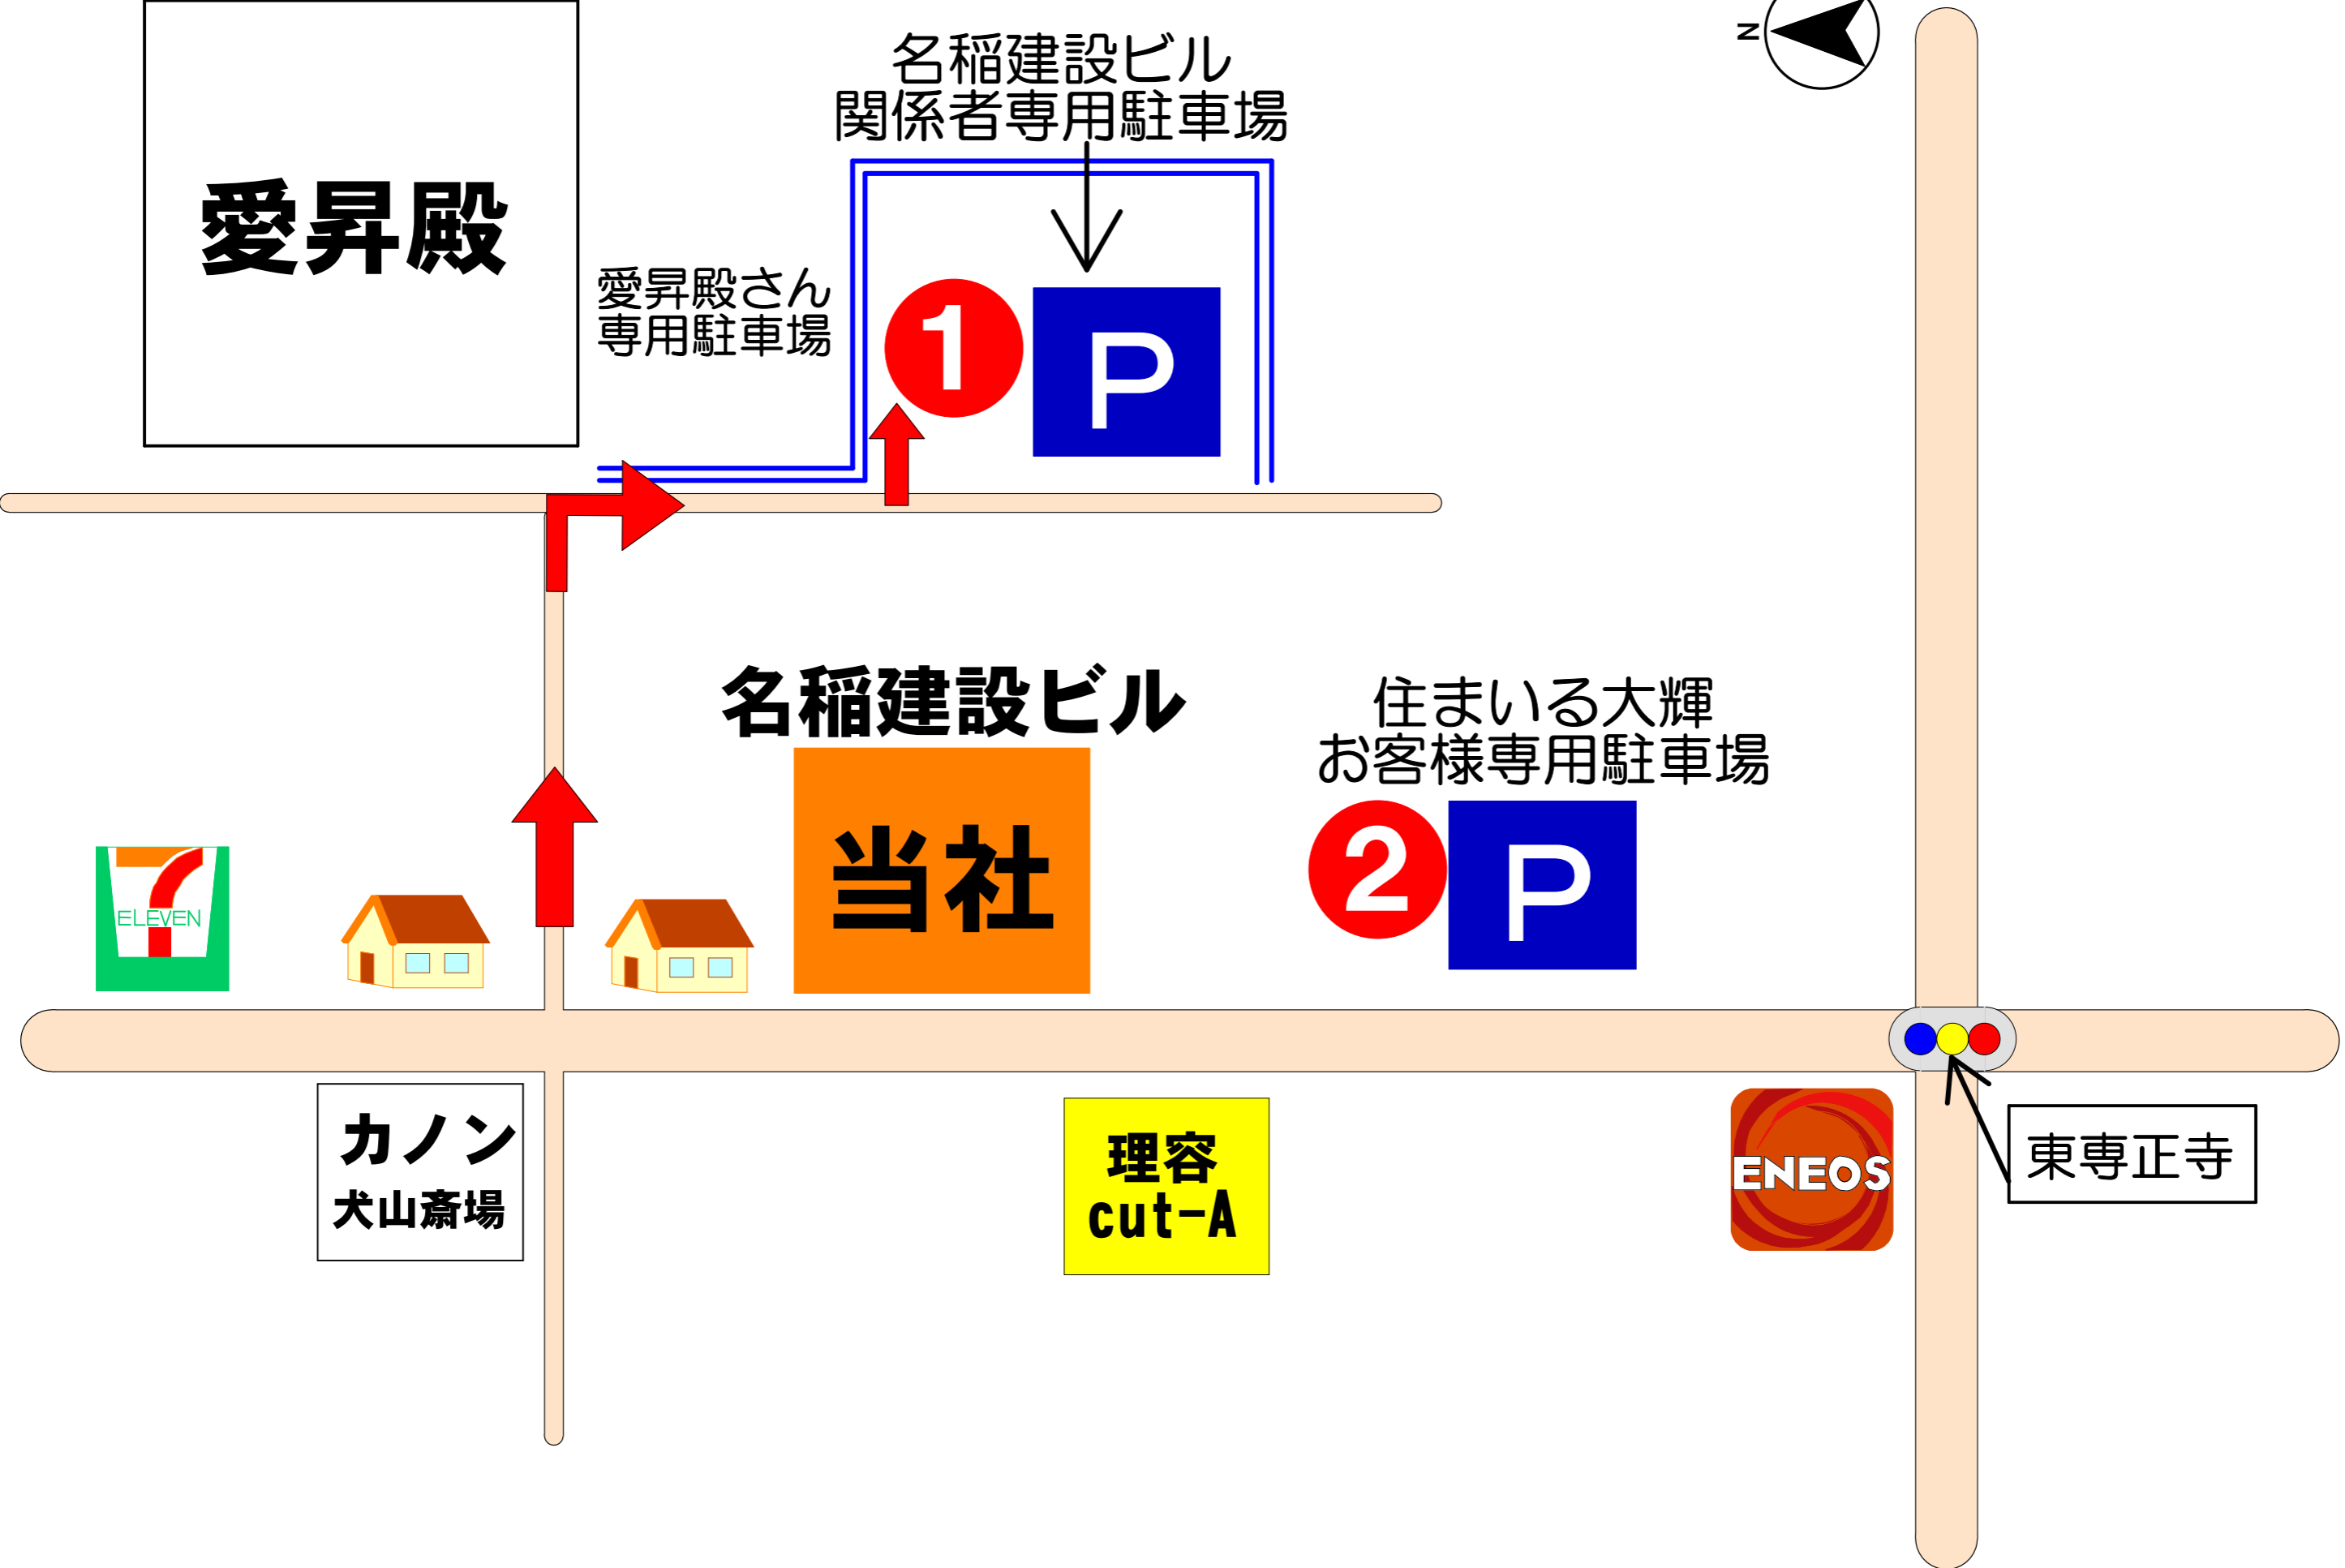 名稲建設ビル
関係者専用駐車場
N
愛昇殿
愛昇殿さん
専用駐車場
1
P
名稲建設ビル
当社
住まいる大輝
お客様専用駐車場
2
P
7
ELEVEN
カノン
犬山斎場
理容
cut-A
ENEOS
東専正寺